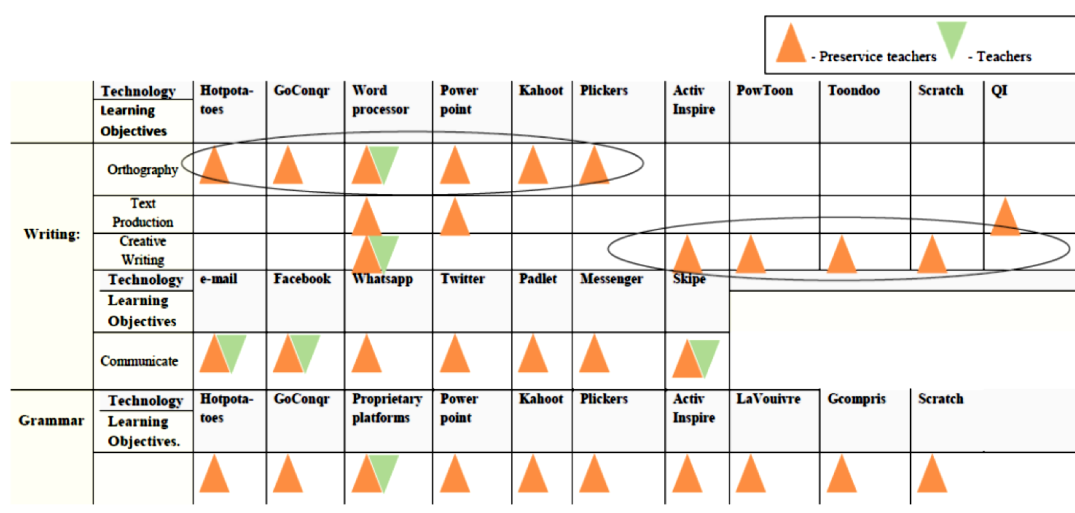 - Preservice teachers - Teachers
Technology Hotpota- GoConqr Word Power Kahoot Plickers Activ PowToon Toondoo Scratch QI
Learning toes processor point Inspire
Objectives
Orthography
Text
Production
Writing:
Creative
Writing
Technology e-mail Facebook Whatsapp Twitter Padlet Messenger Skipe
Learning
Objectives
Communicate
Technology Hotpota- GoConqr Proprietary Power Kahoot Plickers Activ LaVouivre Gcompris Scratch
Grammar Learning toes platforms point Inspire
Objectives.